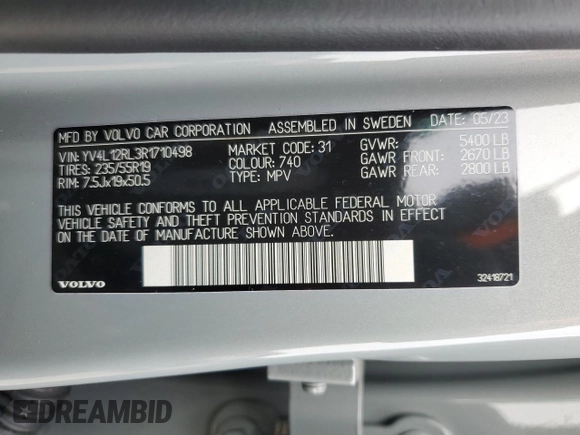 MFD BY VOLVO CAR CORPORATION ASSEMBLED IN SWEDEN DATE: 05/23
VIN: YV4L12RL3R1710498 MARKET CODE: 31 GVWR: 5400 LB
TIRES: 235/55R19 COLOUR: 740 GAWR FRONT: 2670 LB
RIM: 7.5Jx19x50.5 TYPE: MPV GAWR REAR: 2800 LB
THIS VEHICLE CONFORMS TO ALL APPLICABLE FEDERAL MOTOR
VEHICLE SAFETY AND THEFT PREVENTION STANDARDS IN EFFECT
ON THE DATE OF MANUFACTURE SHOWN ABOVE.
VOLVO
32418721
DREAMBID